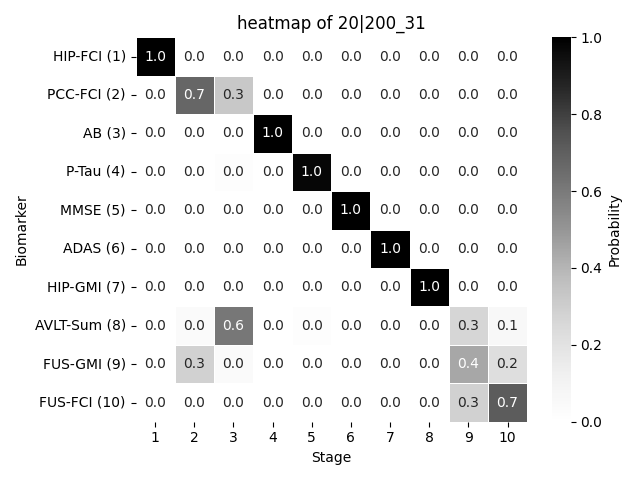 heatmap of 20|200_31
HIP-FCI (1) 1.0 0.0 0.0 0.0 0.0 0.0 0.0 0.0 0.0 0.0
PCC-FCI (2) 0.0 0.7 0.3 0.0 0.0 0.0 0.0 0.0 0.0 0.0
AB (3) 0.0 0.0 0.0 1.0 0.0 0.0 0.0 0.0 0.0 0.0
P-Tau (4) 0.0 0.0 0.0 0.0 1.0 0.0 0.0 0.0 0.0 0.0
MMSE (5) 0.0 0.0 0.0 0.0 0.0 1.0 0.0 0.0 0.0 0.0
ADAS (6) 0.0 0.0 0.0 0.0 0.0 0.0 1.0 0.0 0.0 0.0
HIP-GMI (7) 0.0 0.0 0.0 0.0 0.0 0.0 0.0 1.0 0.0 0.0
AVLT-Sum (8) 0.0 0.0 0.6 0.0 0.0 0.0 0.0 0.0 0.3 0.1
FUS-GMI (9) 0.0 0.3 0.0 0.0 0.0 0.0 0.0 0.0 0.4 0.2
FUS-FCI (10) 0.0 0.0 0.0 0.0 0.0 0.0 0.0 0.0 0.3 0.7
1 2 3 4 5 6 7 8 9 10
Stage
Biomarker
1.0
0.8
0.6
0.4
0.2
0.0
Probability